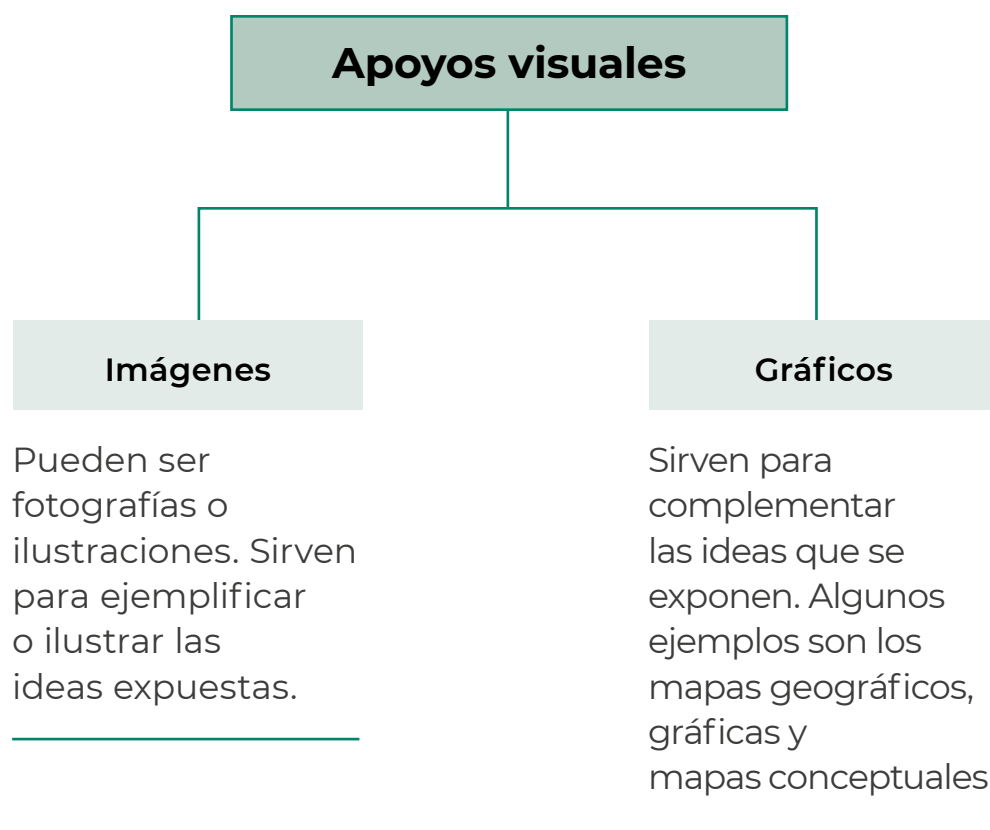 Apoyos visuales
Imágenes
Pueden ser
fotografías o
ilustraciones. Sirven
para ejemplificar
o ilustrar las
ideas expuestas.
Gráficos
Sirven para
complementar
las ideas que se
exponen. Algunos
ejemplos son los
mapas geográficos,
gráficas y
mapas conceptuales